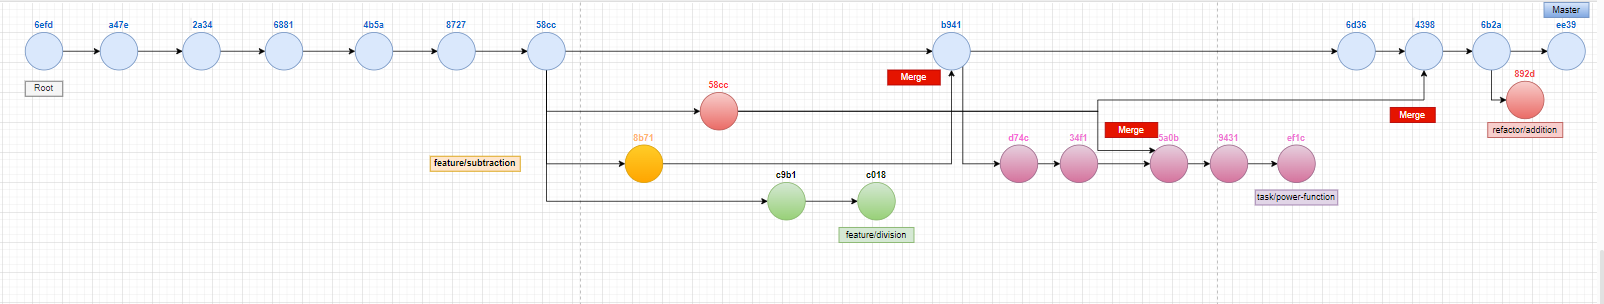 Master
6efd
a47e
2a34
6881
4b5a
8727
58cc
b941
6d36
4398
6b2a
ee39
Root
Merge
58cc
892d
Merge
Merge
refactor/addition
feature/subtraction
8b71
d74c
34f1
5a0b
9431
ef1c
c9b1
c018
task/power-function
feature/division